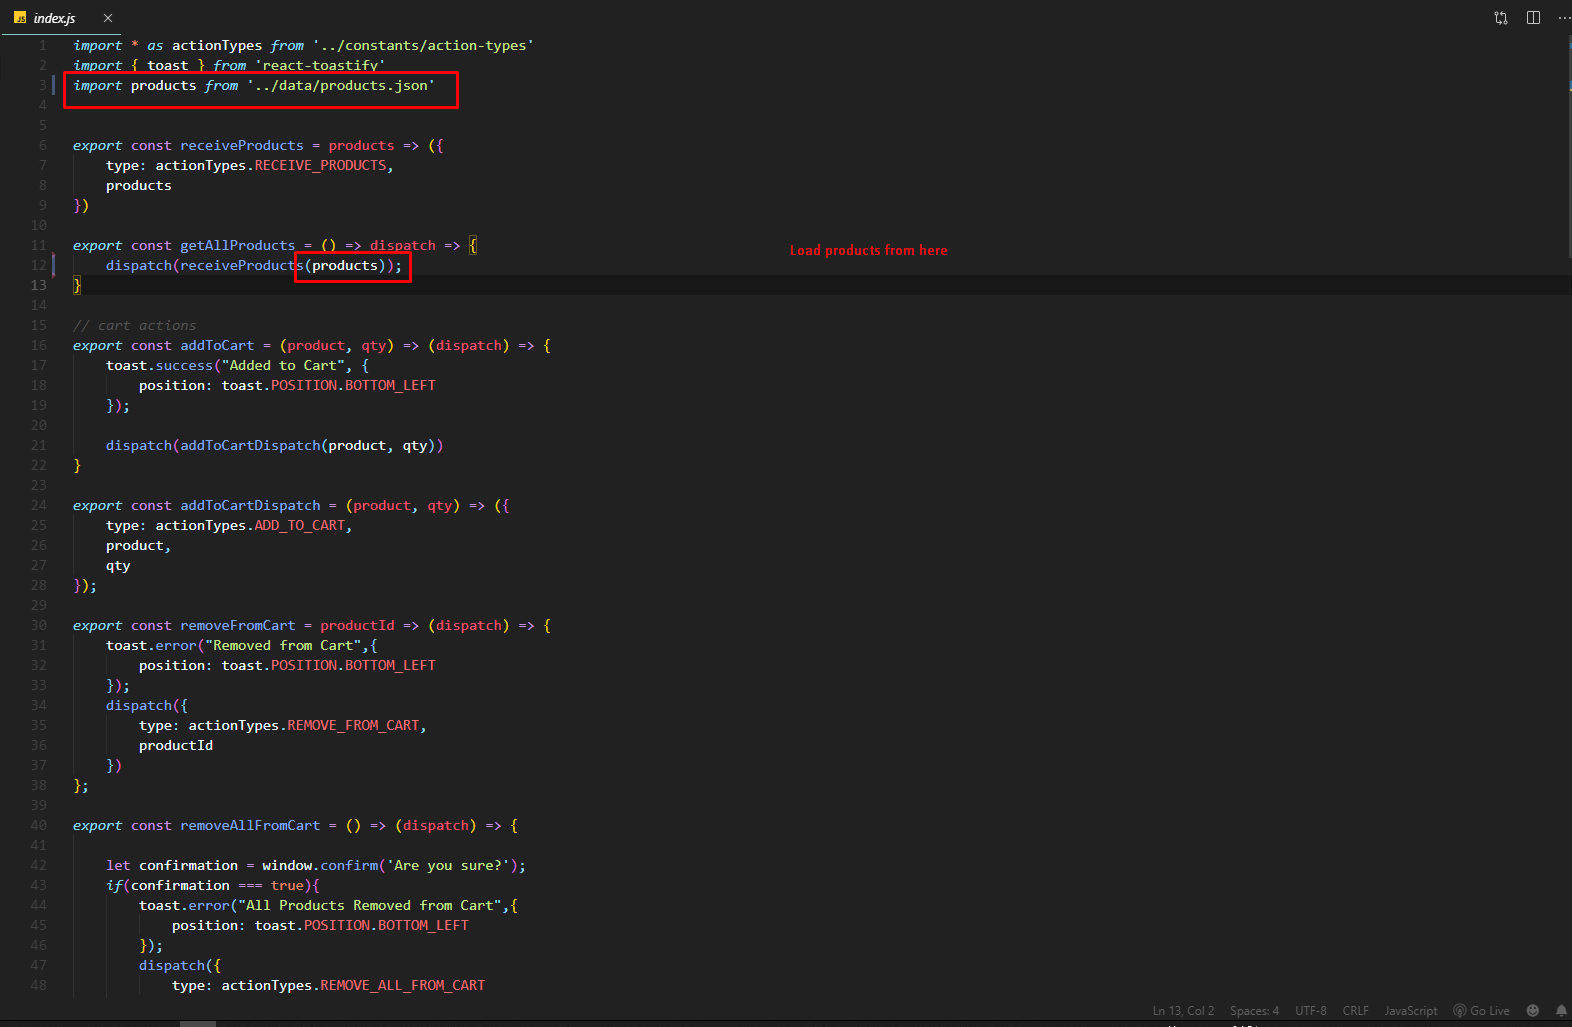 JS index.js ×
1 import * as actionTypes from '../constants/action-types'
2 import { toast } from 'react-toastify'
3 import products from '../data/products.json'
4
5
6 export const receiveProducts = products => ({
7 type: actionTypes.RECEIVE_PRODUCTS,
8 products
9 })
10
11 export const getAllProducts = () => dispatch => {
Load products from here
12 dispatch(receiveProducts(products));
13 }
14
15 // cart actions
16 export const addToCart = (product, qty) => (dispatch) => {
17 toast.success("Added to Cart", {
18 position: toast.POSITION.BOTTOM_LEFT
19 });
20
21 dispatch(addToCartDispatch(product, qty))
22 }
23
24 export const addToCartDispatch = (product, qty) => ({
25 type: actionTypes.ADD_TO_CART,
26 product,
27 qty
28 });
29
30 export const removeFromCart = productId => (dispatch) => {
31 toast.error("Removed from Cart",{
32 position: toast.POSITION.BOTTOM_LEFT
33 });
34 dispatch({
35 type: actionTypes.REMOVE_FROM_CART,
36 productId
37 })
38 };
39
40 export const removeAllFromCart = () => (dispatch) => {
41
42 let confirmation = window.confirm('Are you sure?');
43 if(confirmation === true){
44 toast.error("All Products Removed from Cart",{
45 position: toast.POSITION.BOTTOM_LEFT
46 });
47 dispatch({
48 type: actionTypes.REMOVE_ALL_FROM_CART
Ln 13, Col 2 Spaces: 4 UTF-8 CRLF JavaScript Go Live